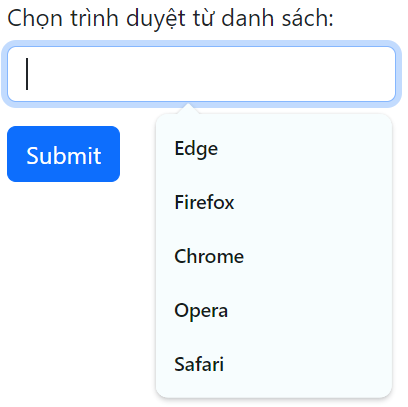 Chọn trình duyệt từ danh sách:
Submit
Edge
Firefox
Chrome
Opera
Safari